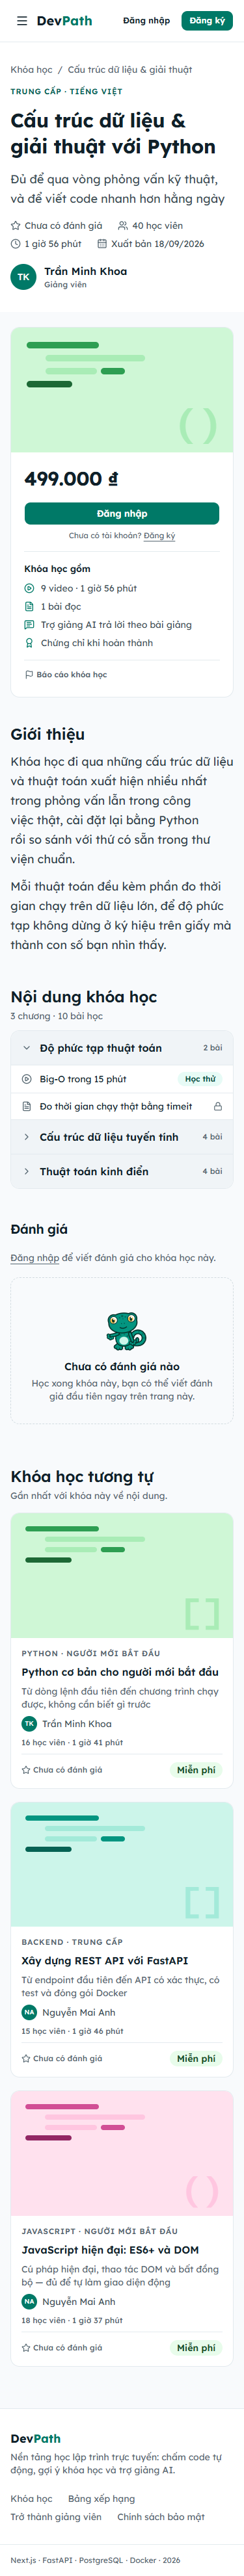 DevPath
Đăng nhập
Đăng ký
Khóa học / Cấu trúc dữ liệu & giải thuật
TRUNG CẤP · TIẾNG VIỆT
Cấu trúc dữ liệu &
giải thuật với Python
Đủ để qua vòng phỏng vấn kỹ thuật,
và để viết code nhanh hơn hằng ngày
Chưa có đánh giá
40 học viên
1 giờ 56 phút
Xuất bản 18/09/2026
TK
Trần Minh Khoa
Giảng viên
()
499.000 ₫
Đăng nhập
Chưa có tài khoản? Đăng ký
Khóa học gồm
9 video · 1 giờ 56 phút
1 bài đọc
Trợ giảng AI trả lời theo bài giảng
Chứng chỉ khi hoàn thành
Báo cáo khóa học
Giới thiệu
Khóa học đi qua những cấu trúc dữ liệu
và thuật toán xuất hiện nhiều nhất
trong phỏng vấn lẫn trong công
việc thật, cài đặt lại bằng Python
rồi so sánh với thứ có sẵn trong thư
viện chuẩn.
Mỗi thuật toán đều kèm phần đo thời
gian chạy trên dữ liệu lớn, để độ phức
tạp không dừng ở ký hiệu trên giấy mà
thành con số bạn nhìn thấy.
Nội dung khóa học
3 chương · 10 bài học
Độ phức tạp thuật toán
2 bài
Big-O trong 15 phút
Học thử
Đo thời gian chạy thật bằng timeit
Cấu trúc dữ liệu tuyến tính
4 bài
Thuật toán kinh điển
4 bài
Đánh giá
Đăng nhập để viết đánh giá cho khóa học này.
Chưa có đánh giá nào
Học xong khóa này, bạn có thể viết đánh
giá đầu tiên ngay trên trang này.
Khóa học tương tự
Gần nhất với khóa này về nội dung.
[]
PYTHON · NGƯỜI MỚI BẮT ĐẦU
Python cơ bản cho người mới bắt đầu
Từ dòng lệnh đầu tiên đến chương trình chạy
được, không cần biết gì trước
TK
Trần Minh Khoa
16 học viên · 1 giờ 41 phút
Chưa có đánh giá
Miễn phí
[]
BACKEND · TRUNG CẤP
Xây dựng REST API với FastAPI
Từ endpoint đầu tiên đến API có xác thực, có
test và đóng gói Docker
NA
Nguyễn Mai Anh
15 học viên · 1 giờ 46 phút
Chưa có đánh giá
Miễn phí
()
JAVASCRIPT · NGƯỜI MỚI BẮT ĐẦU
JavaScript hiện đại: ES6+ và DOM
Cú pháp hiện đại, thao tác DOM và bất đồng
bộ — đủ để tự làm giao diện động
NA
Nguyễn Mai Anh
18 học viên · 1 giờ 37 phút
Chưa có đánh giá
Miễn phí
DevPath
Nền tảng học lập trình trực tuyến: chấm code tự
động, gợi ý khóa học và trợ giảng AI.
Khóa học
Bảng xếp hạng
Trở thành giảng viên
Chính sách bảo mật
Next.js · FastAPI · PostgreSQL · Docker · 2026